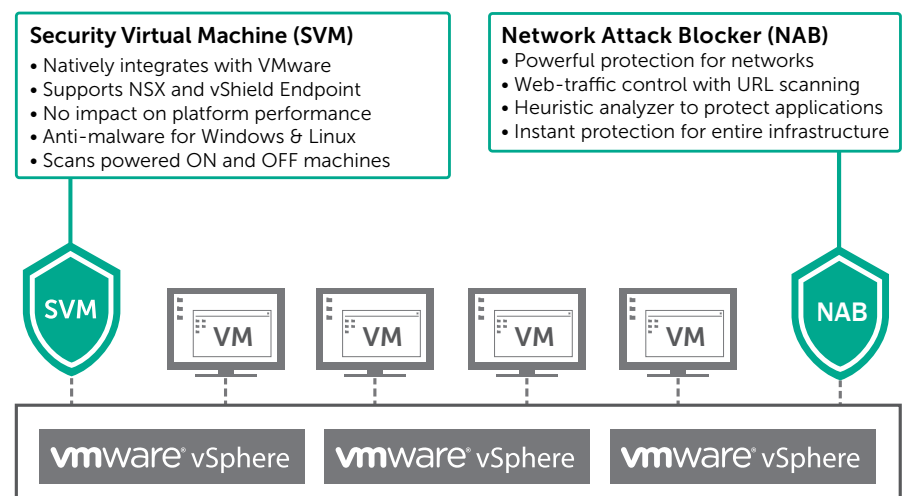 Security Virtual Machine (SVM)
• Natively integrates with VMware
• Supports NSX and vShield Endpoint
• No impact on platform performance
• Anti-malware for Windows & Linux
• Scans powered ON and OFF machines
Network Attack Blocker (NAB)
• Powerful protection for networks
• Web-traffic control with URL scanning
• Heuristic analyzer to protect applications
• Instant protection for entire infrastructure
SVM
VM
VM
VM
VM
NAB
vmware® vSphere
vmware® vSphere
vmware® vSphere